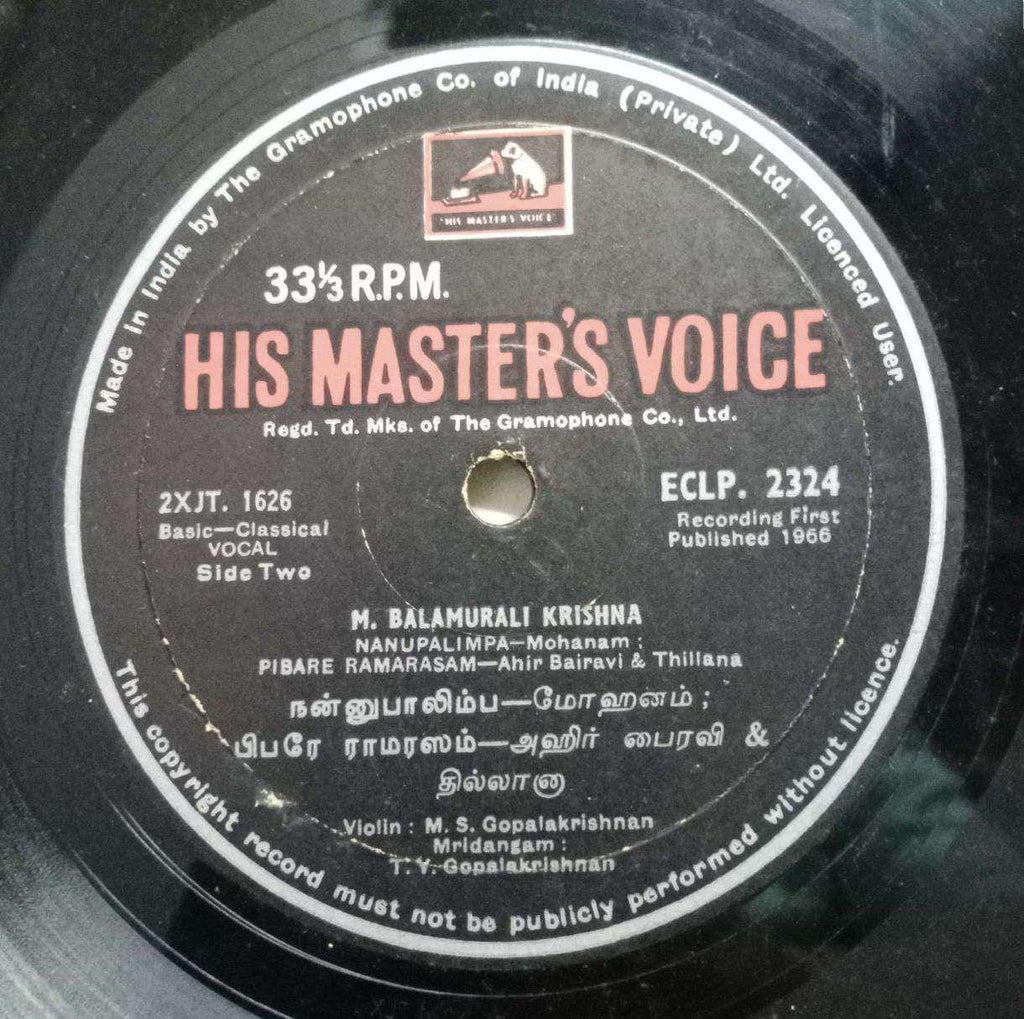 Made in India by The Gramophone Co. of India (Private) Ltd. Licenced User.
"HIS MASTER'S VOICE"
33⅓ R.P.M.
HIS MASTER'S VOICE
Regd. Td. Mks. of The Gramophone Co., Ltd.
2XJT. 1626
Basic—Classical
VOCAL
Side Two
ECLP. 2324
Recording First
Published 1966
M. BALAMURALI KRISHNA
NANUPALIMPA—Mohanam ;
PIBARE RAMARASAM—Ahir Bairavi & Thillana
நன்னுபாலிம்ப—மோஹனம் ;
பிபரே ராமரஸம்—அஹிர் பைரவி &
தில்லானா
Violin : M. S. Gopalakrishnan
Mridangam :
T. V. Gopalakrishnan
This copyright record must not be publicly performed without licence.